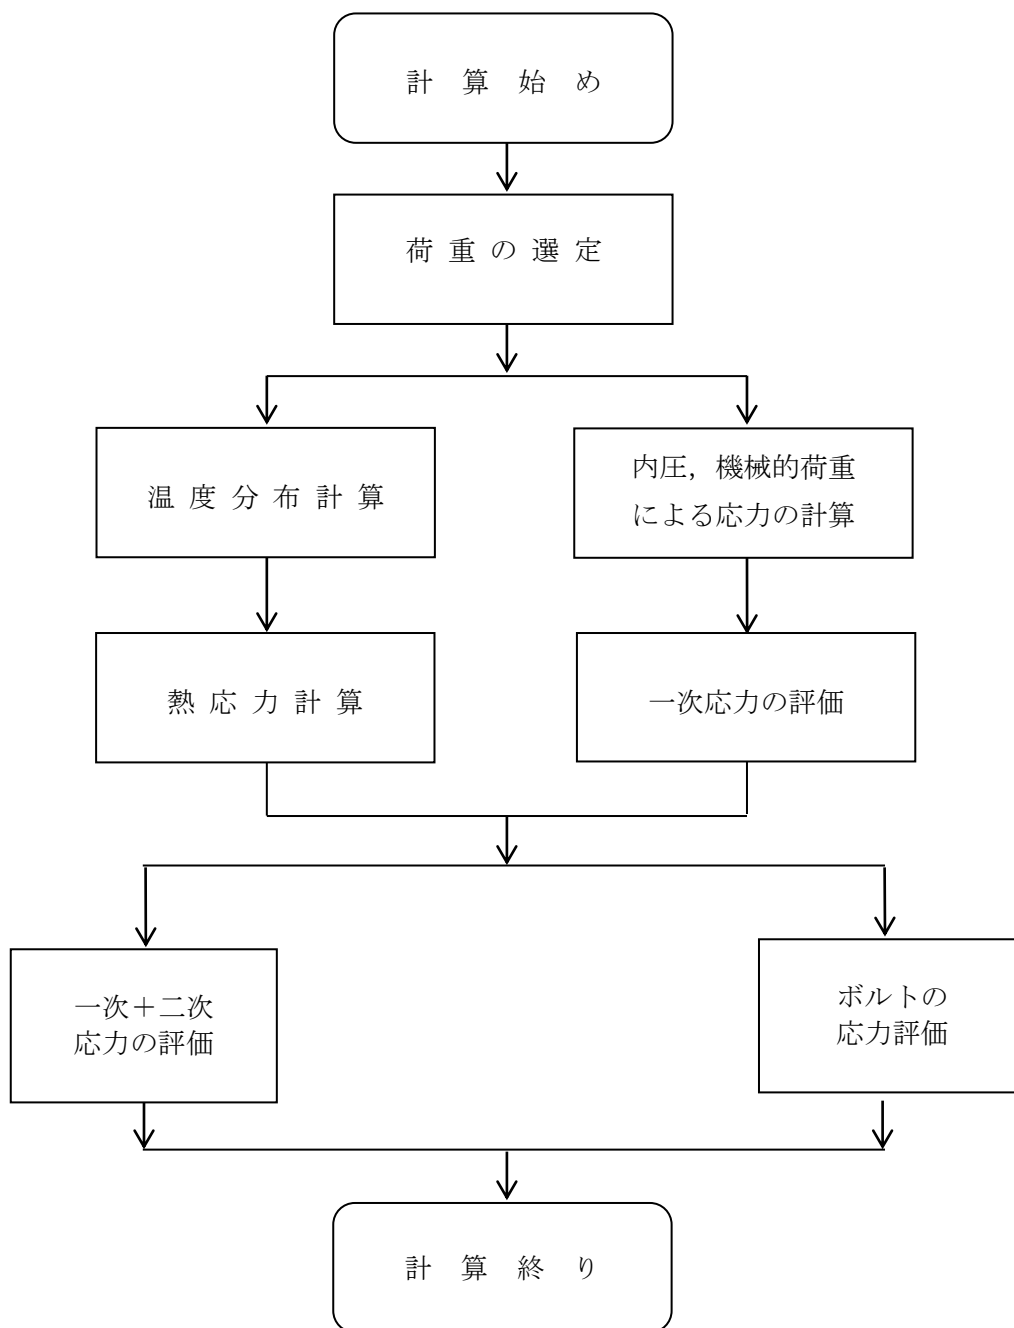 計 算 始 め
荷 重 の 選 定
温 度 分 布 計 算
内圧，機械的荷重
による応力の計算
熱 応 力 計 算
一次応力の評価
一次＋二次
応力の評価
ボルトの
応力評価
計 算 終 り